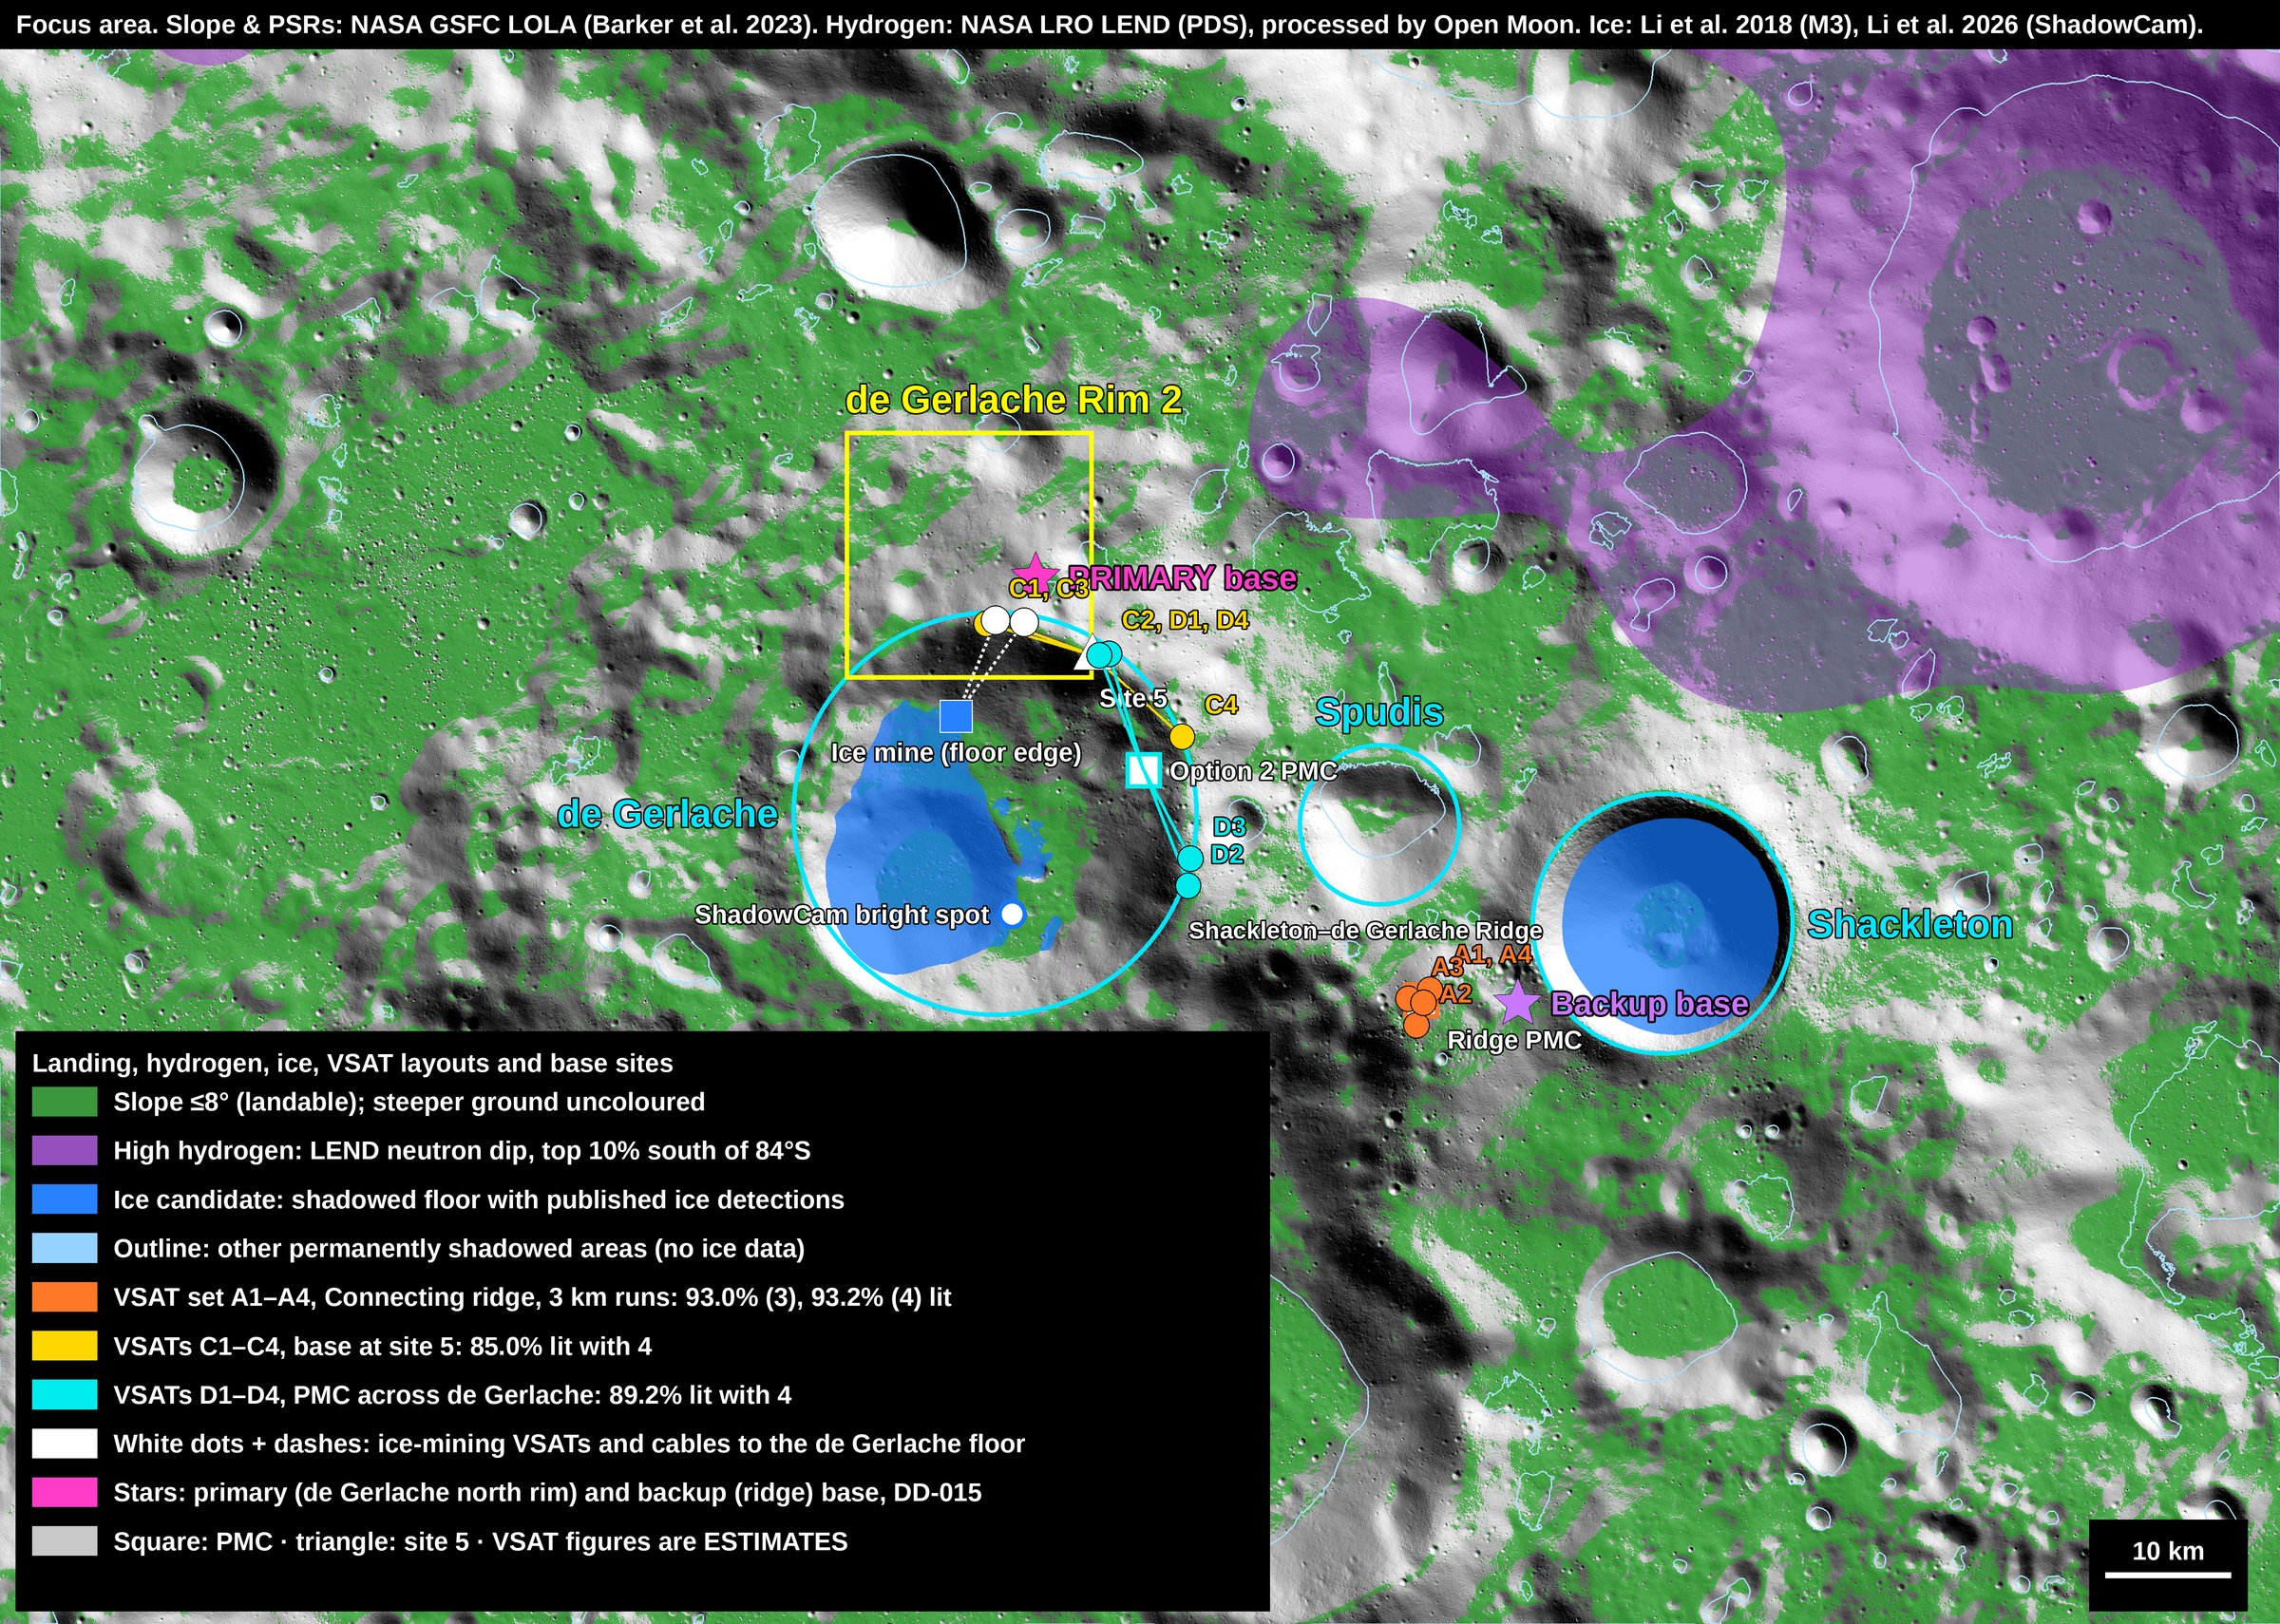 Focus area. Slope & PSRs: NASA GSFC LOLA (Barker et al. 2023). Hydrogen: NASA LRO LEND (PDS), processed by Open Moon. Ice: Li et al. 2018 (M3), Li et al. 2026 (ShadowCam).
de Gerlache Rim 2
PRIMARY base
C1, C3
C2, D1, D4
Site 5
C4
Spudis
Ice mine (floor edge)
Option 2 PMC
de Gerlache
D3
D2
ShadowCam bright spot
Shackleton–de Gerlache Ridge
Shackleton
A1, A4
A3
A2
Backup base
Ridge PMC
Landing, hydrogen, ice, VSAT layouts and base sites
Slope ≤8° (landable); steeper ground uncoloured
High hydrogen: LEND neutron dip, top 10% south of 84°S
Ice candidate: shadowed floor with published ice detections
Outline: other permanently shadowed areas (no ice data)
VSAT set A1–A4, Connecting ridge, 3 km runs: 93.0% (3), 93.2% (4) lit
VSATs C1–C4, base at site 5: 85.0% lit with 4
VSATs D1–D4, PMC across de Gerlache: 89.2% lit with 4
White dots + dashes: ice-mining VSATs and cables to the de Gerlache floor
Stars: primary (de Gerlache north rim) and backup (ridge) base, DD-015
Square: PMC · triangle: site 5 · VSAT figures are ESTIMATES
10 km